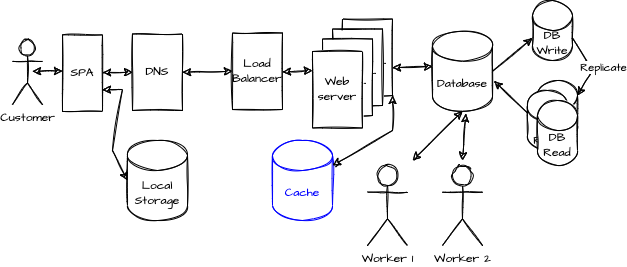 Customer
SPA
DNS
Load
Balancer
Web
server
Database
DB
Write
Replicate
DB
Read
Local
Storage
Cache
Worker 1
Worker 2